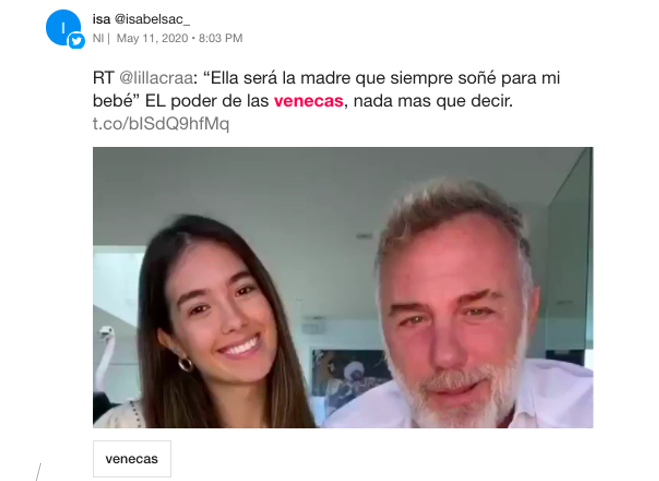 isa @isabelsac_
I
NI | May 11, 2020 • 8:03 PM
RT @lillacraa: “Ella será la madre que siempre soñé para mi
bebé” EL poder de las venecas, nada mas que decir.
t.co/bISdQ9hfMq
venecas